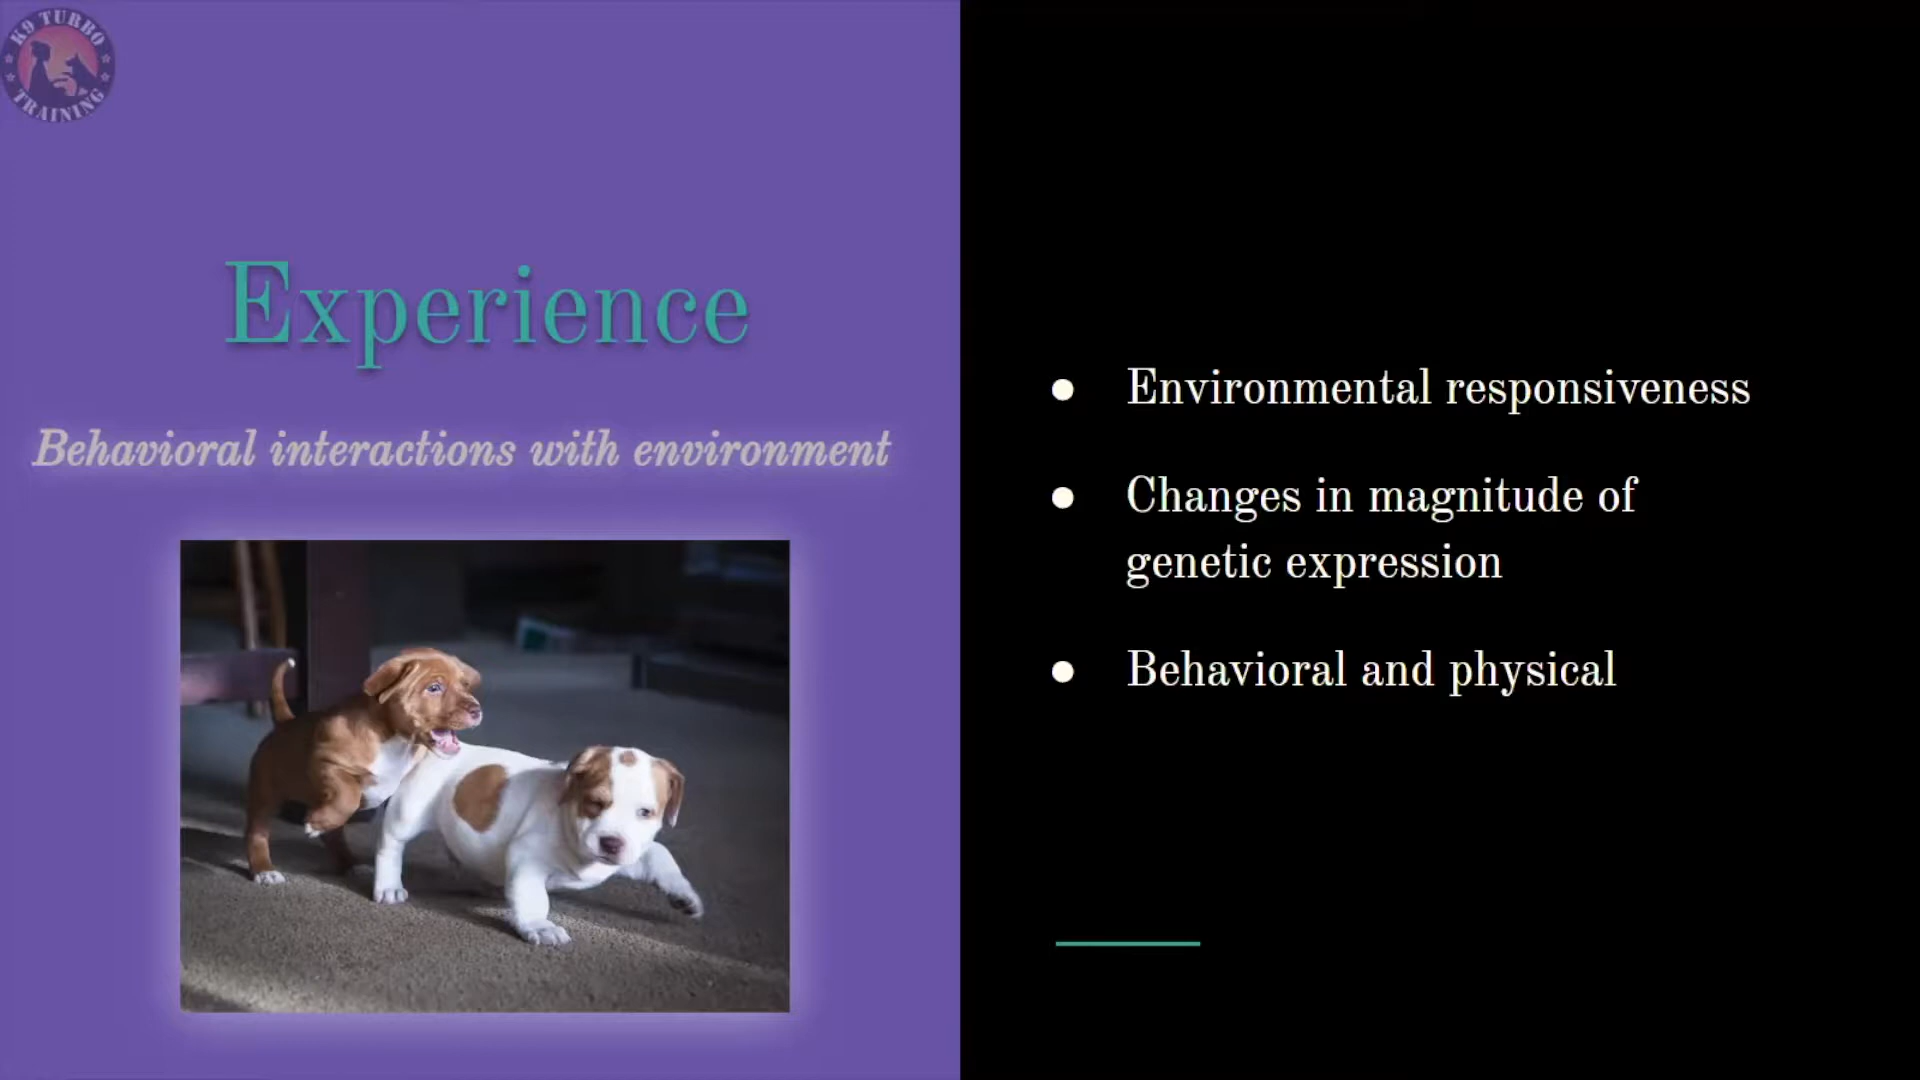 K9 TURBO
TRAINING
Experience
Behavioral interactions with environment
● Environmental responsiveness
● Changes in magnitude of
genetic expression
● Behavioral and physical